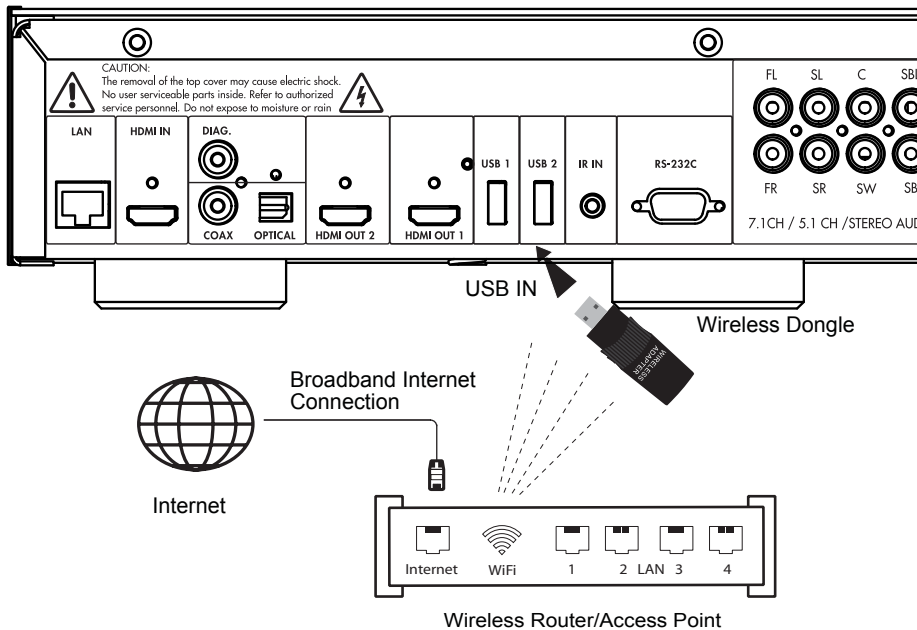 CAUTION:
The removal of the top cover may cause electric shock.
No user serviceable parts inside. Refer to authorized
service personnel. Do not expose to moisture or rain
FL SL C SB
LAN HDMI IN DIAG. USB 1 USB 2 IR IN RS-232C
COAX OPTICAL HDMI OUT 2 HDMI OUT 1
FR SR SW SB
7.1CH / 5.1 CH /STEREO AUD
USB IN
Wireless Dongle
WIRELESS
ADAPTER
Broadband Internet
Connection
Internet
Internet WiFi 1 2 LAN 3 4
Wireless Router/Access Point